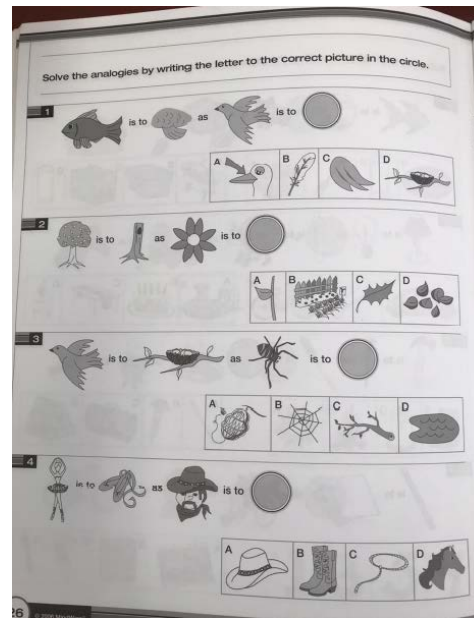 Solve the analogies by writing the letter to the correct picture in the circle.
1
is to as is to
A B C D
2
is to as is to
A B C D
3
is to as is to
A B C D
4
in to as is to
A B C D
26